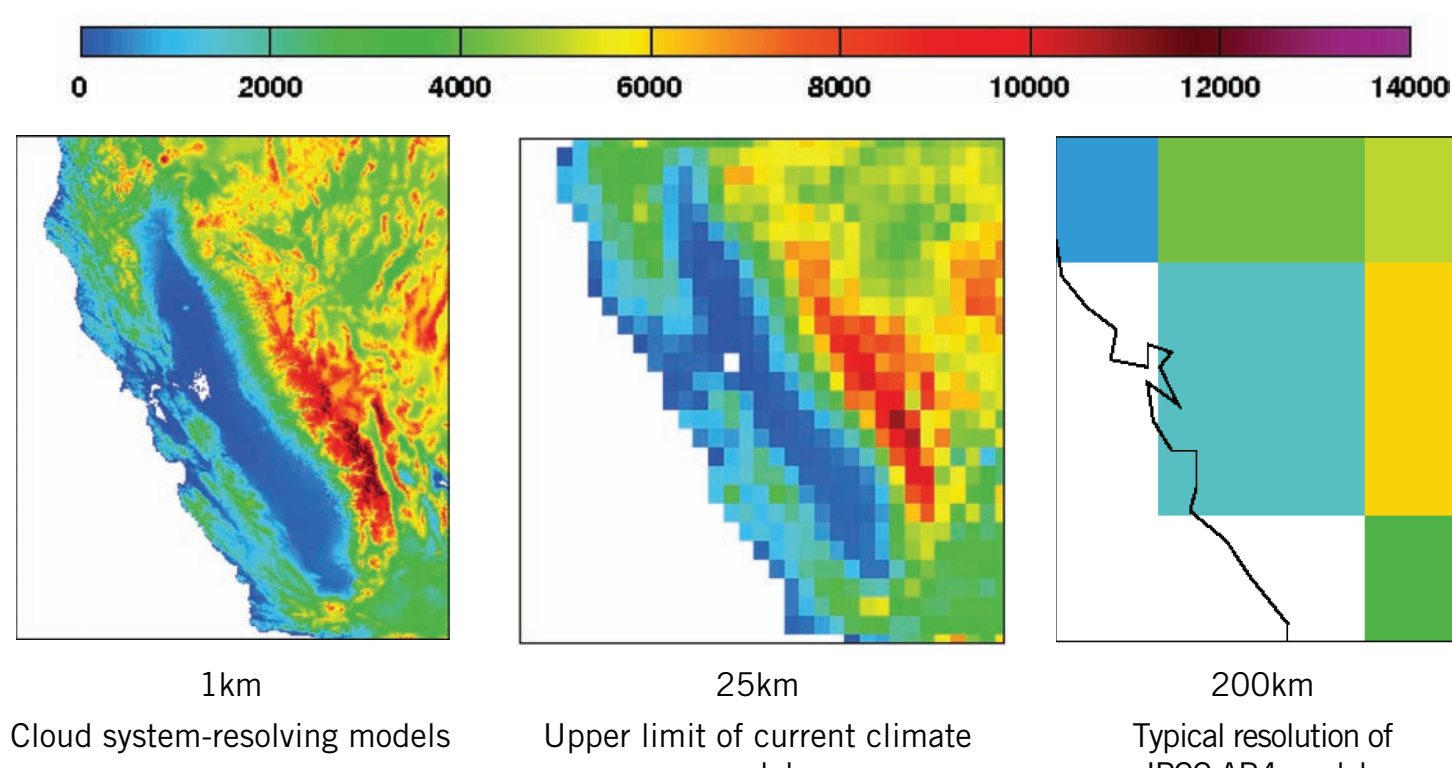 0 2000 4000 6000 8000 10000 12000 14000
1km 25km 200km
Cloud system-resolving models Upper limit of current climate Typical resolution of